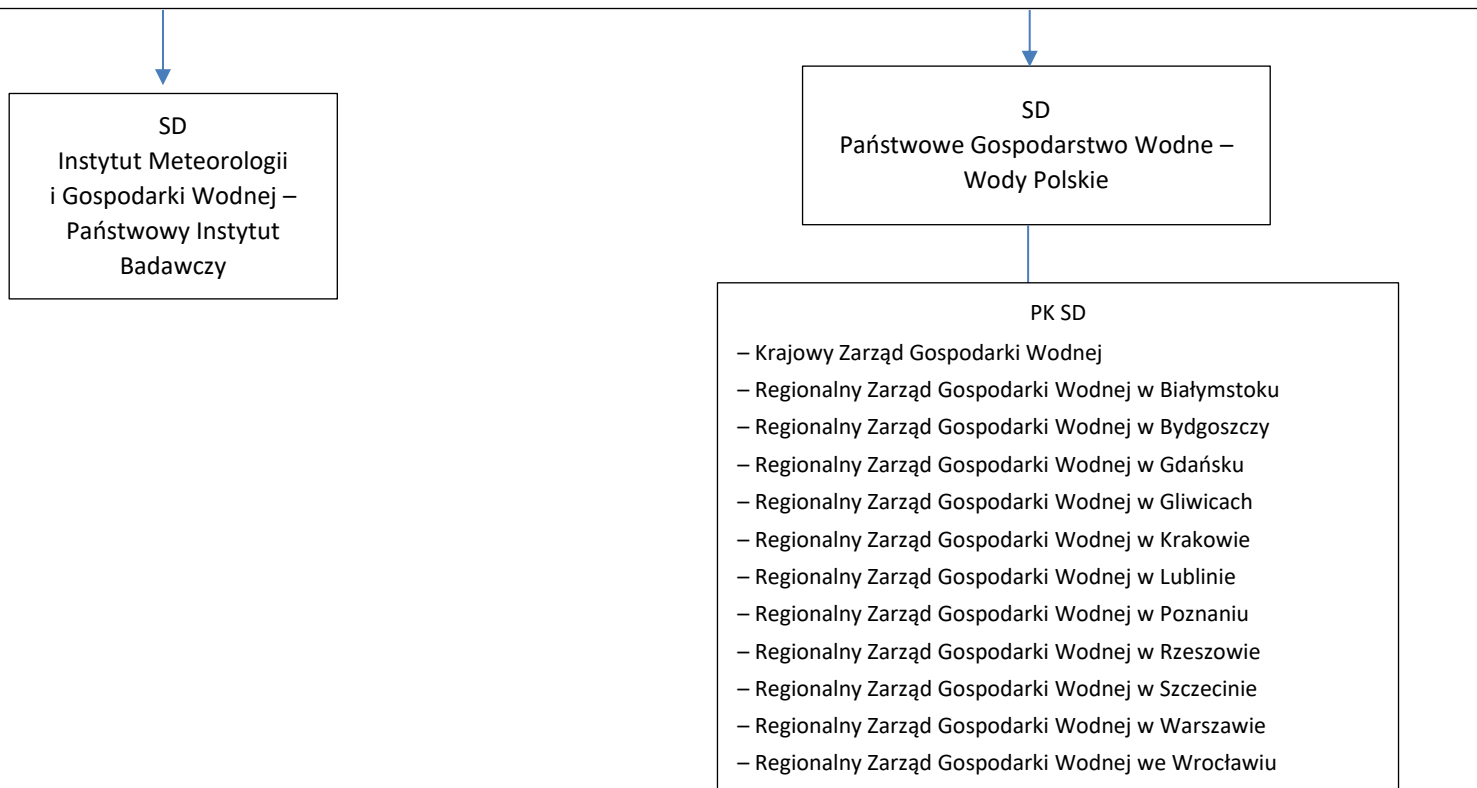 SD
Instytut Meteorologii
i Gospodarki Wodnej –
Państwowy Instytut
Badawczy
SD
Państwowe Gospodarstwo Wodne –
Wody Polskie
PK SD
– Krajowy Zarząd Gospodarki Wodnej
– Regionalny Zarząd Gospodarki Wodnej w Białymstoku
– Regionalny Zarząd Gospodarki Wodnej w Bydgoszczy
– Regionalny Zarząd Gospodarki Wodnej w Gdańsku
– Regionalny Zarząd Gospodarki Wodnej w Gliwicach
– Regionalny Zarząd Gospodarki Wodnej w Krakowie
– Regionalny Zarząd Gospodarki Wodnej w Lublinie
– Regionalny Zarząd Gospodarki Wodnej w Poznaniu
– Regionalny Zarząd Gospodarki Wodnej w Rzeszowie
– Regionalny Zarząd Gospodarki Wodnej w Szczecinie
– Regionalny Zarząd Gospodarki Wodnej w Warszawie
– Regionalny Zarząd Gospodarki Wodnej we Wrocławiu